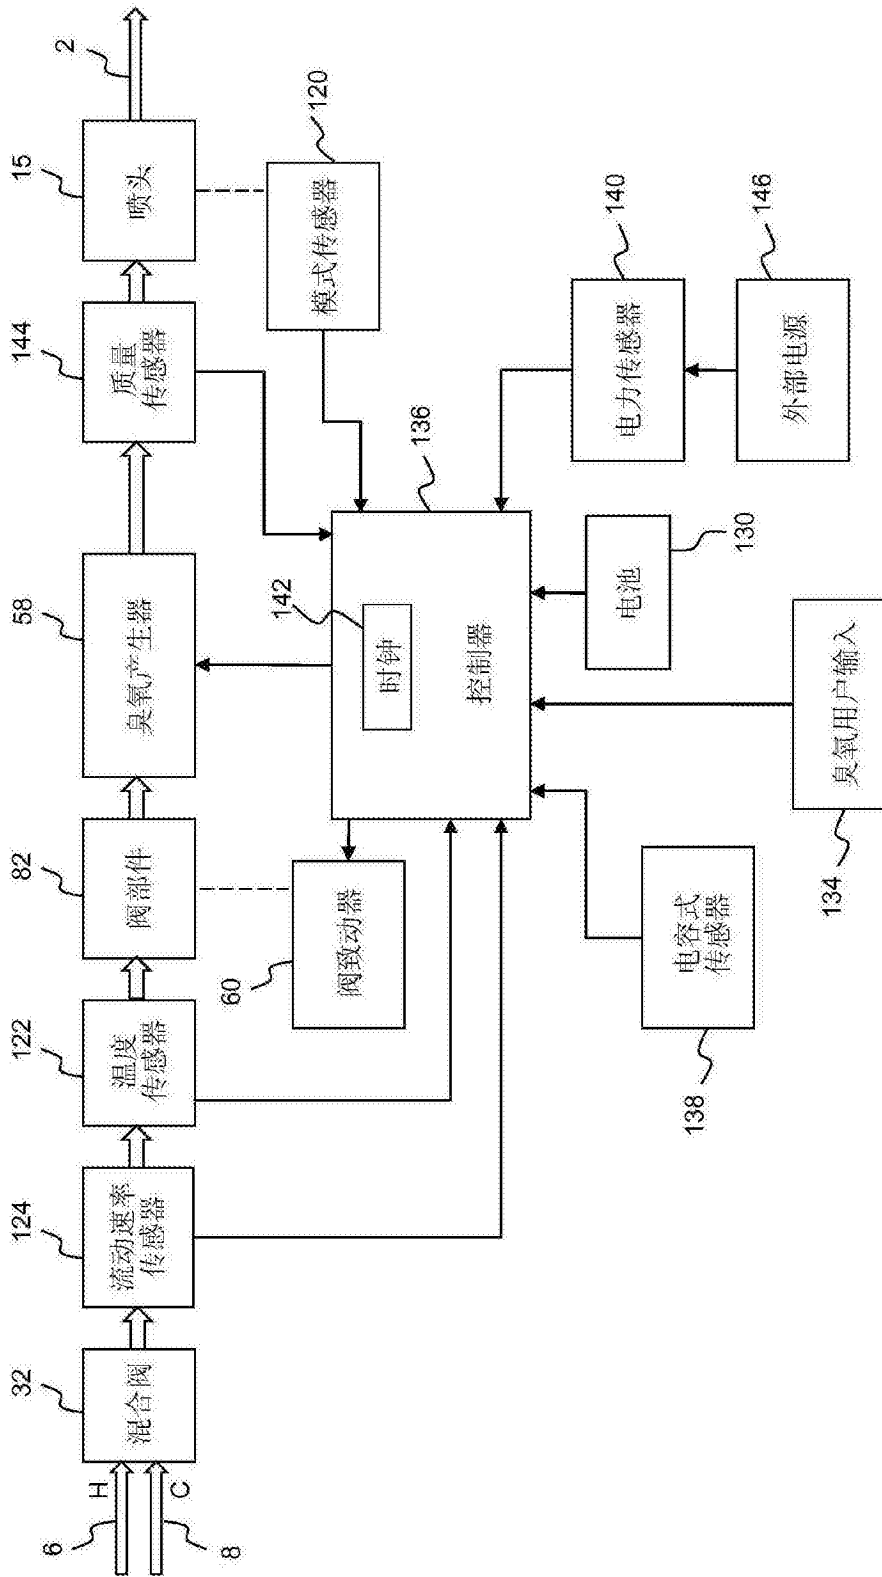 6
H
8
C
32
混合阀
124
流动速率
传感器
122
温度
传感器
82
阀部件
58
臭氧产生器
144
质量
传感器
15
喷头
2
60
阀致动器
142
时钟
控制器
136
模式传感器
120
138
电容式
传感器
134
臭氧用户输入
电池
130
电力传感器
140
外部电源
146